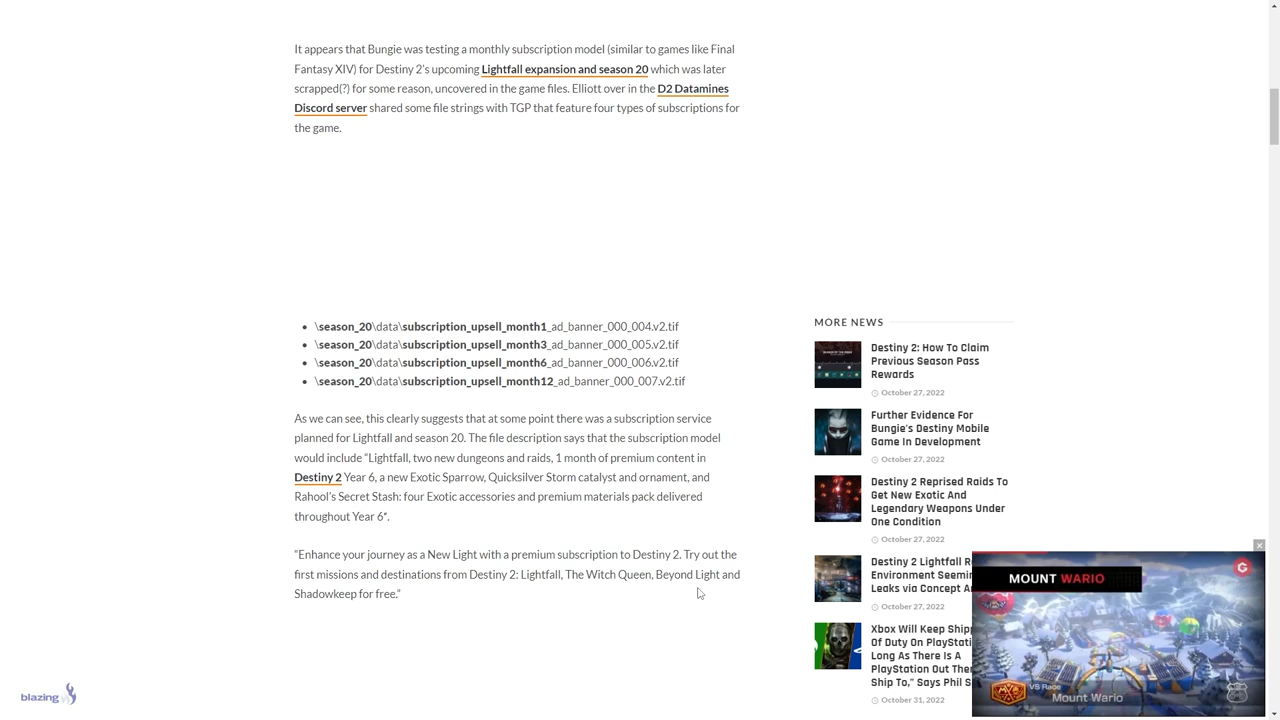 It appears that Bungie was testing a monthly subscription model (similar to games like Final
Fantasy XIV) for Destiny 2's upcoming Lightfall expansion and season 20 which was later
scrapped(?) for some reason, uncovered in the game files. Elliott over in the D2 Datamines
Discord server shared some file strings with TGP that feature four types of subscriptions for
the game.
• \season_20\data\subscription_upsell_month1_ad_banner_000_004.v2.tif
• \season_20\data\subscription_upsell_month3_ad_banner_000_005.v2.tif
• \season_20\data\subscription_upsell_month6_ad_banner_000_006.v2.tif
• \season_20\data\subscription_upsell_month12_ad_banner_000_007.v2.tif
As we can see, this clearly suggests that at some point there was a subscription service
planned for Lightfall and season 20. The file description says that the subscription model
would include “Lightfall, two new dungeons and raids, 1 month of premium content in
Destiny 2 Year 6, a new Exotic Sparrow, Quicksilver Storm catalyst and ornament, and
Rahool's Secret Stash: four Exotic accessories and premium materials pack delivered
throughout Year 6“.
“Enhance your journey as a New Light with a premium subscription to Destiny 2. Try out the
first missions and destinations from Destiny 2: Lightfall, The Witch Queen, Beyond Light and
Shadowkeep for free.”
MORE NEWS
Destiny 2: How To Claim
Previous Season Pass
Rewards
October 27, 2022
Further Evidence For
Bungie's Destiny Mobile
Game In Development
October 27, 2022
Destiny 2 Reprised Raids To
Get New Exotic And
Legendary Weapons Under
One Condition
October 27, 2022
Destiny 2 Lightfall R
Environment Seemin
Leaks via Concept A
October 27, 2022
Xbox Will Keep Shipp
Of Duty On PlayStati
Long As There Is A
PlayStation Out Ther
Ship To,” Says Phil S
October 31, 2022
MOUNT WARIO
G
VS Race
Mount Wario
blazing